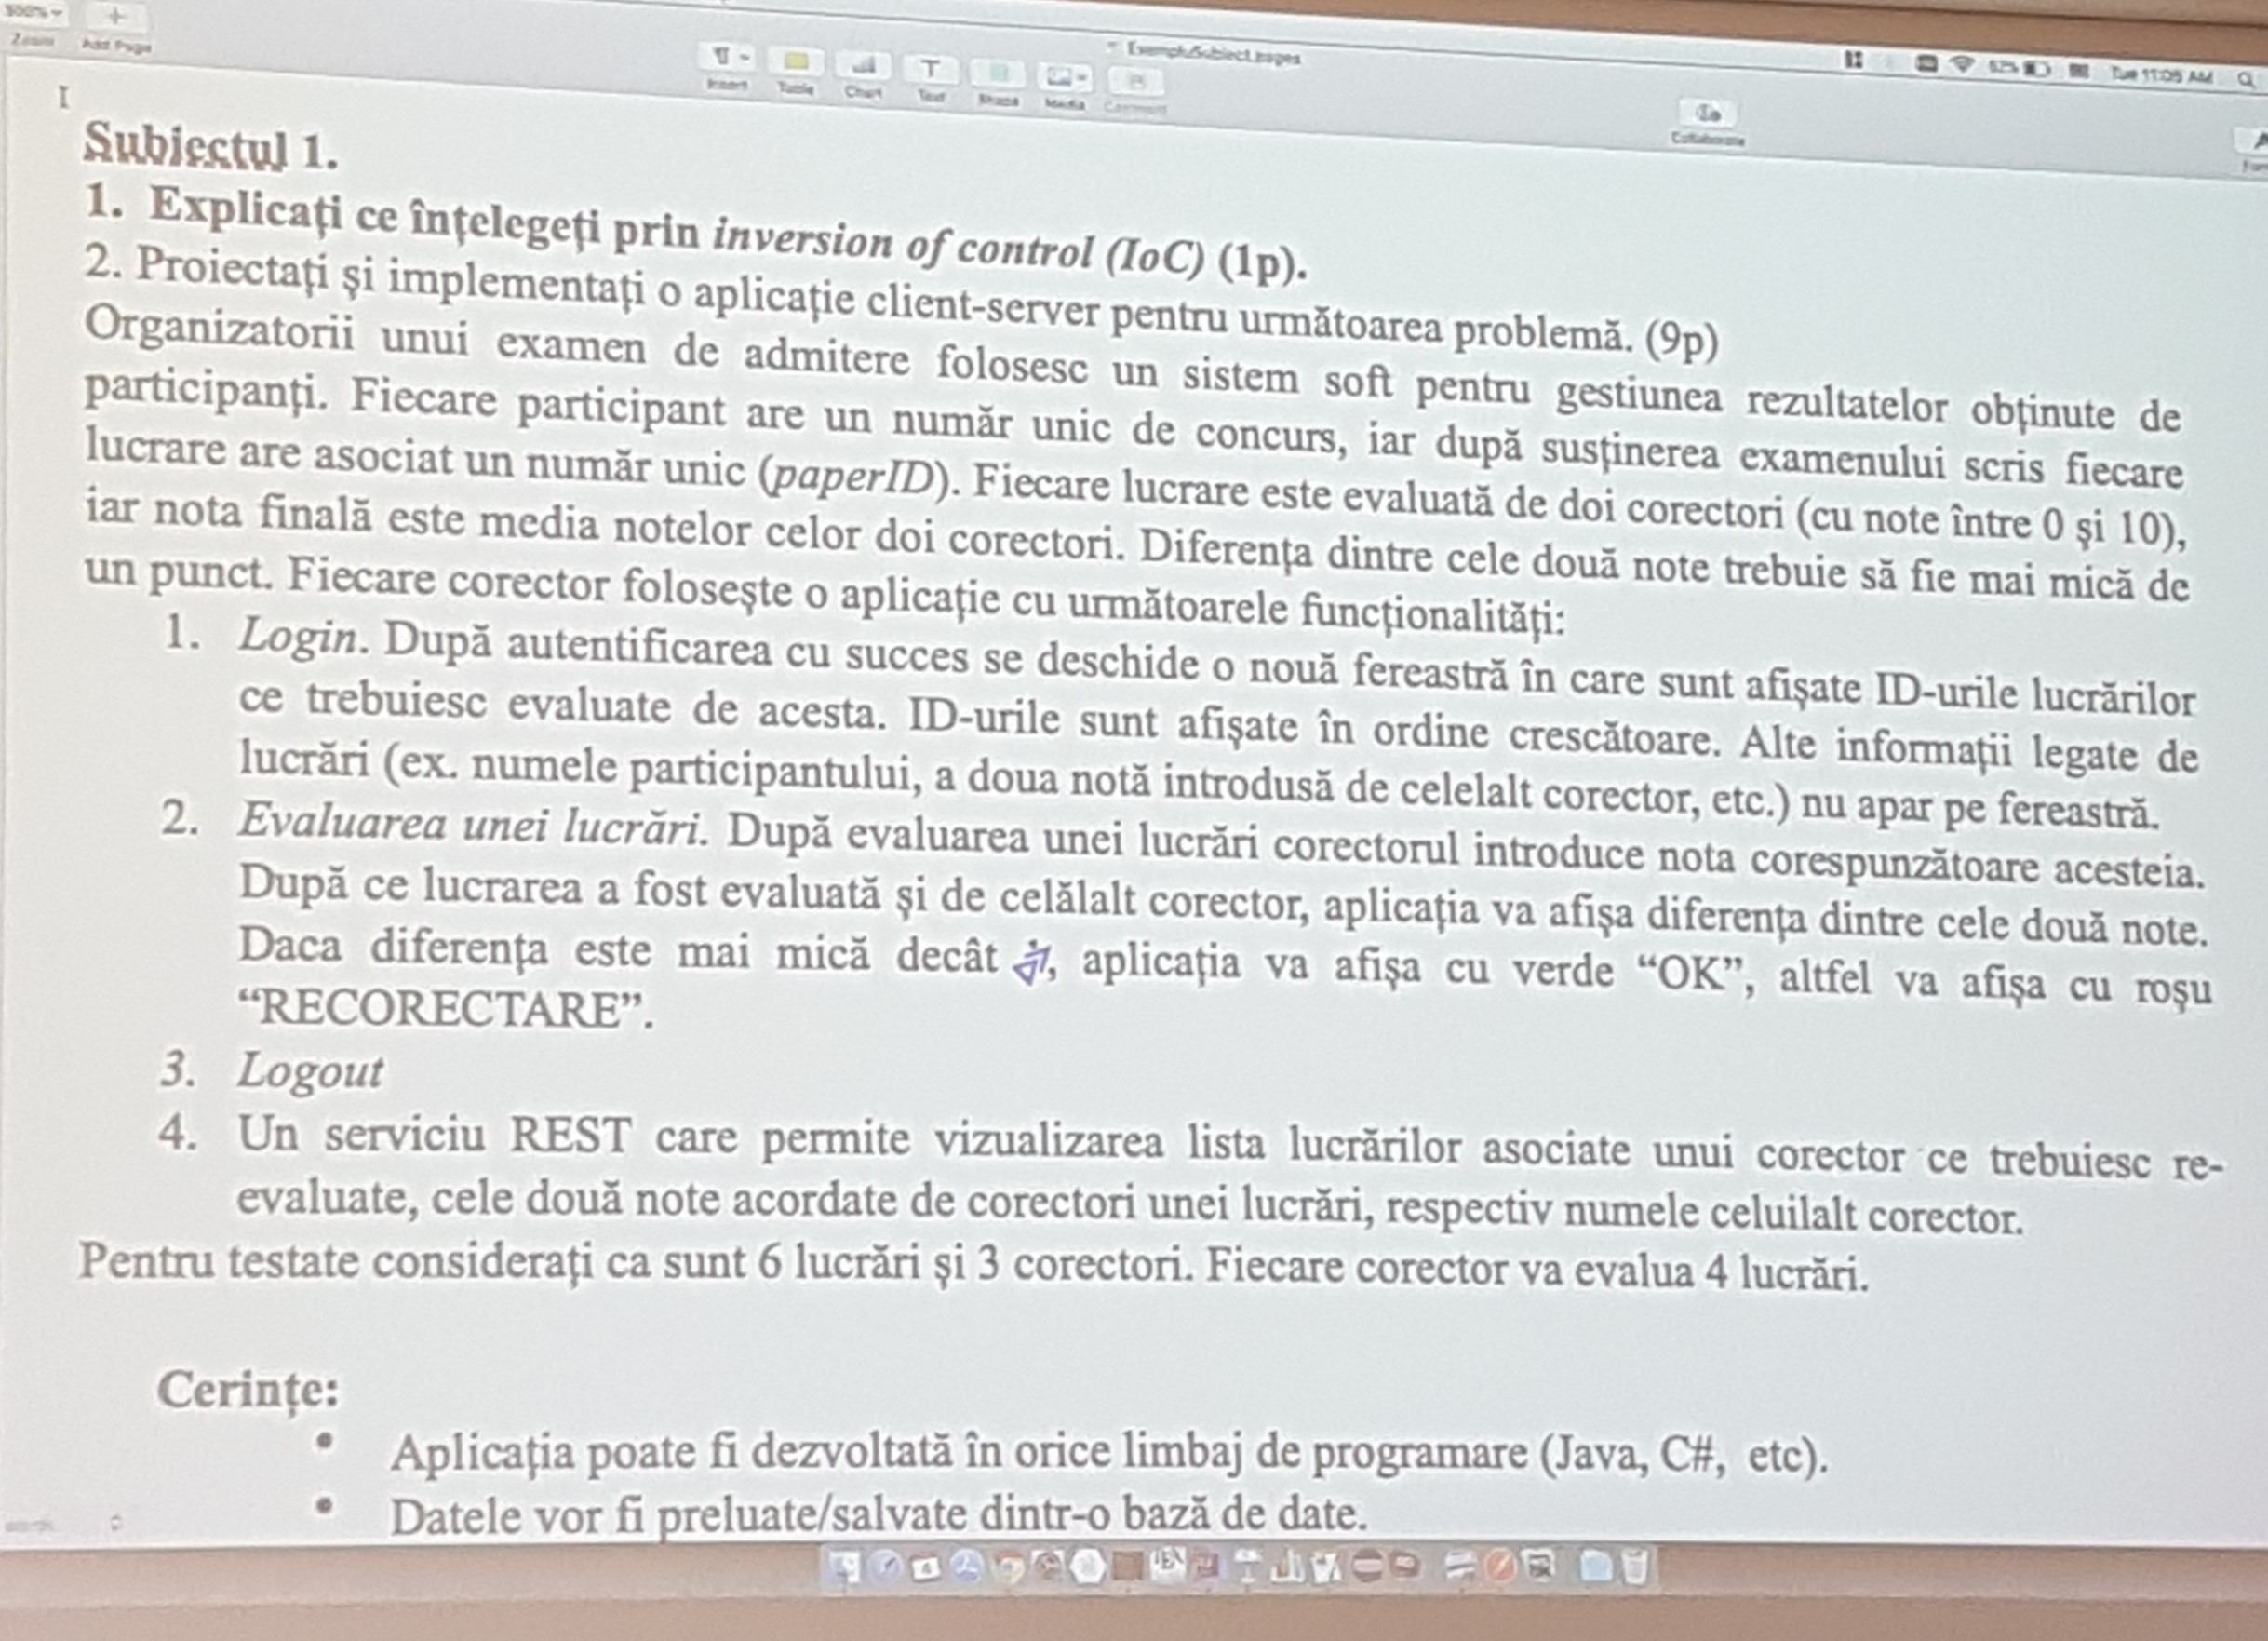 Zoom
Add Page
ExempluSubiect.pages
Insert Table Chart Text Shape Media Comment
Collaborate
Tue 11:05 AM
Subiectul 1.
1. Explicați ce înțelegeți prin inversion of control (IoC) (1p).
2. Proiectați și implementați o aplicație client-server pentru următoarea problemă. (9p)
Organizatorii unui examen de admitere folosesc un sistem soft pentru gestiunea rezultatelor obținute de
participanți. Fiecare participant are un număr unic de concurs, iar după susținerea examenului scris fiecare
lucrare are asociat un număr unic (paperID). Fiecare lucrare este evaluată de doi corectori (cu note între 0 și 10),
iar nota finală este media notelor celor doi corectori. Diferența dintre cele două note trebuie să fie mai mică de
un punct. Fiecare corector folosește o aplicație cu următoarele funcționalități:
1. Login. După autentificarea cu succes se deschide o nouă fereastră în care sunt afișate ID-urile lucrărilor
ce trebuiesc evaluate de acesta. ID-urile sunt afișate în ordine crescătoare. Alte informații legate de
lucrări (ex. numele participantului, a doua notă introdusă de celelalt corector, etc.) nu apar pe fereastră.
2. Evaluarea unei lucrări. După evaluarea unei lucrări corectorul introduce nota corespunzătoare acesteia.
După ce lucrarea a fost evaluată și de celălalt corector, aplicația va afișa diferența dintre cele două note.
Daca diferența este mai mică decât , aplicația va afișa cu verde “OK”, altfel va afișa cu roșu
“RECORECTARE”.
3. Logout
4. Un serviciu REST care permite vizualizarea lista lucrărilor asociate unui corector ce trebuiesc re-
evaluate, cele două note acordate de corectori unei lucrări, respectiv numele celuilalt corector.
Pentru testate considerați ca sunt 6 lucrări și 3 corectori. Fiecare corector va evalua 4 lucrări.
Cerințe:
• Aplicația poate fi dezvoltată în orice limbaj de programare (Java, C#, etc).
• Datele vor fi preluate/salvate dintr-o bază de date.